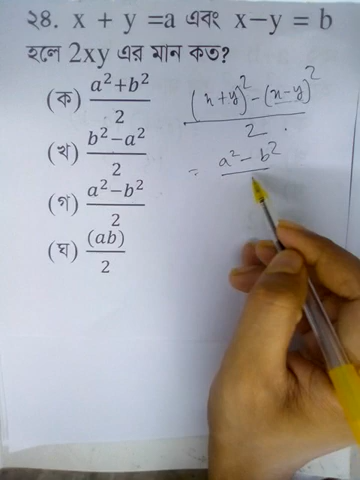 ২৪. x + y =a এবং x−y = b
হলে 2xy এর মান কত?
(ক) a²+b²/2
(খ) b²−a²/2
(গ) a²−b²/2
(ঘ) (ab)/2
(x+y)²−(x−y)²/2.
= a²−b²